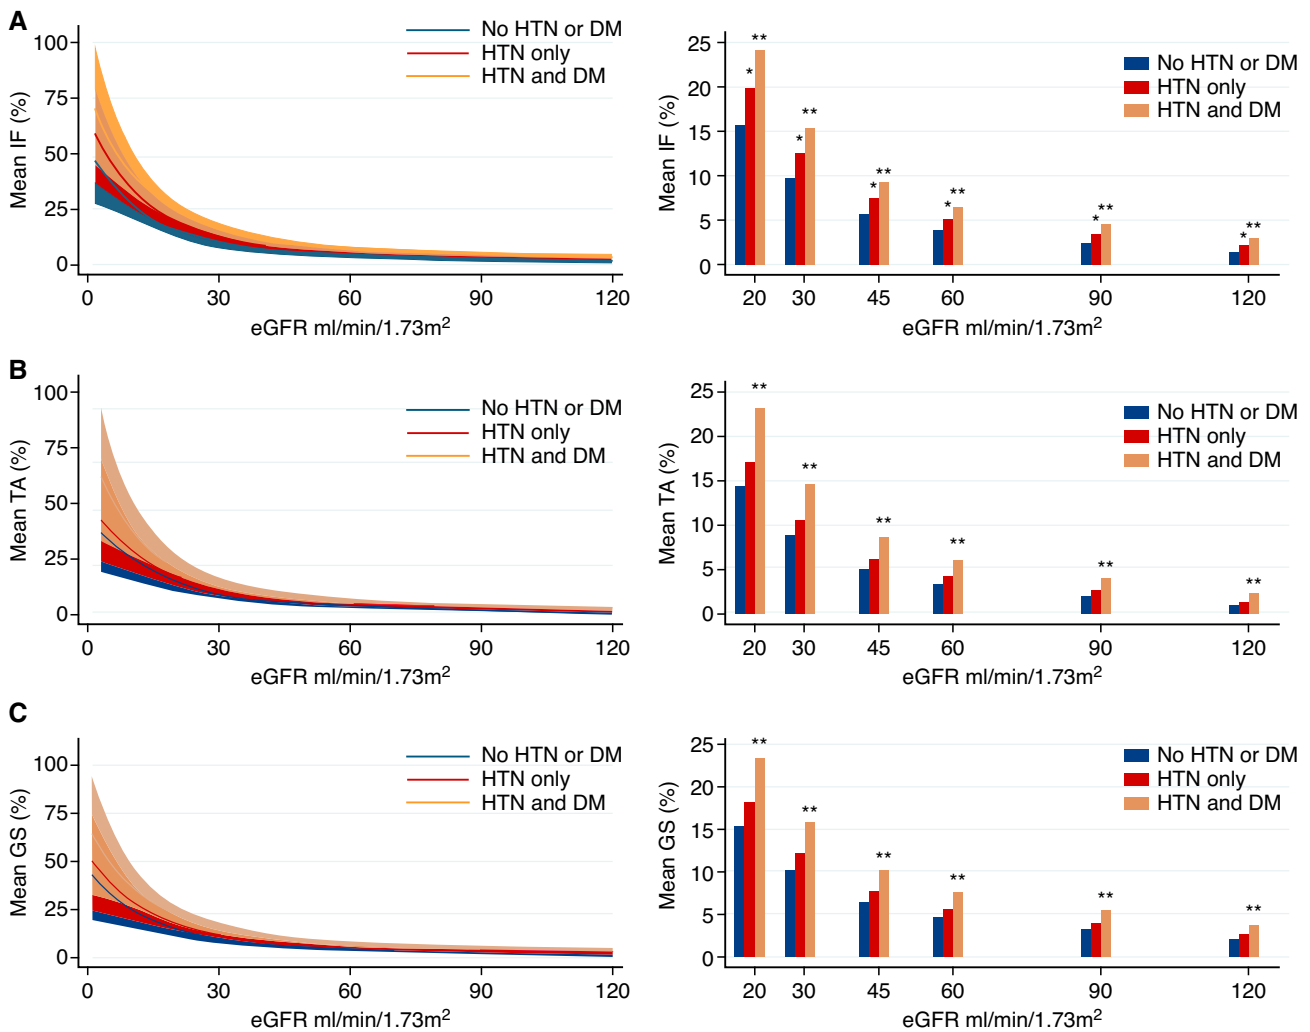 A
100
75
50
25
0
Mean IF (%)
0 30 60 90 120
eGFR ml/min/1.73m²
No HTN or DM
HTN only
HTN and DM
25
20
15
10
5
0
Mean IF (%)
** * ** * ** * ** * ** * ** *
20 30 45 60 90 120
eGFR ml/min/1.73m²
No HTN or DM
HTN only
HTN and DM
B
100
75
50
25
0
Mean TA (%)
0 30 60 90 120
eGFR ml/min/1.73m²
No HTN or DM
HTN only
HTN and DM
25
20
15
10
5
0
Mean TA (%)
** ** ** ** ** **
20 30 45 60 90 120
eGFR ml/min/1.73m²
No HTN or DM
HTN only
HTN and DM
C
100
75
50
25
0
Mean GS (%)
0 30 60 90 120
eGFR ml/min/1.73m²
No HTN or DM
HTN only
HTN and DM
25
20
15
10
5
0
Mean GS (%)
** ** ** ** ** **
20 30 45 60 90 120
eGFR ml/min/1.73m²
No HTN or DM
HTN only
HTN and DM